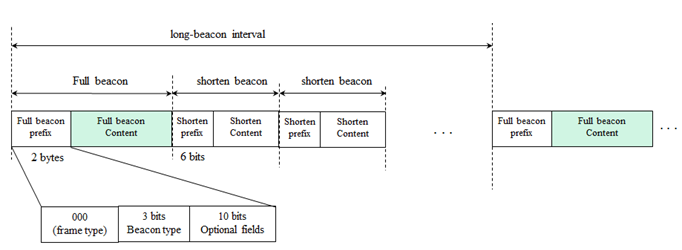 long-beacon interval
Full beacon
shorten beacon
shorten beacon
Full beacon
prefix
Full beacon
Content
Shorten
prefix
Shorten
Content
Shorten
prefix
Shorten
Content
. . .
Full beacon
prefix
Full beacon
Content
. . .
2 bytes
6 bits
000
(frame type)
3 bits
Beacon type
10 bits
Optional fields